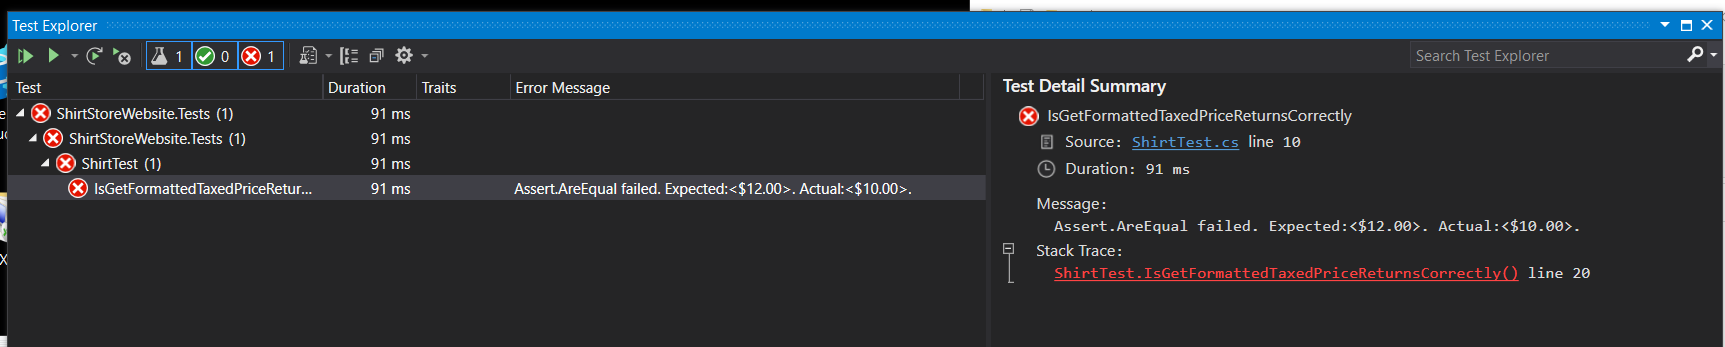 Test Explorer
1 0 1
Search Test Explorer
Test Duration Traits Error Message
ShirtStoreWebsite.Tests (1) 91 ms
ShirtStoreWebsite.Tests (1) 91 ms
ShirtTest (1) 91 ms
IsGetFormattedTaxedPriceRetur... 91 ms Assert.AreEqual failed. Expected:<$12.00>. Actual:<$10.00>.
Test Detail Summary
IsGetFormattedTaxedPriceReturnsCorrectly
Source: ShirtTest.cs line 10
Duration: 91 ms
Message:
Assert.AreEqual failed. Expected:<$12.00>. Actual:<$10.00>.
Stack Trace:
ShirtTest.IsGetFormattedTaxedPriceReturnsCorrectly() line 20